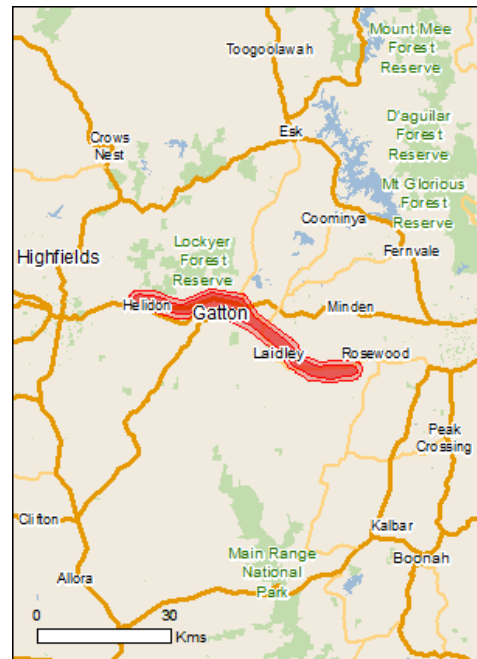 Mount Mee
Forest
Reserve
Toogoolawah
D'aguilar
Forest
Reserve
Esk
Crows
Nest
Mt Glorious
Forest
Reserve
Coominya
Lockyer
Forest
Reserve
Fernvale
Highfields
Helidon
Gatton
Minden
Laidley
Rosewood
Peak
Crossing
Clifton
Kalbar
Main Range
National
Park
Boonah
Allora
0
30
Kms